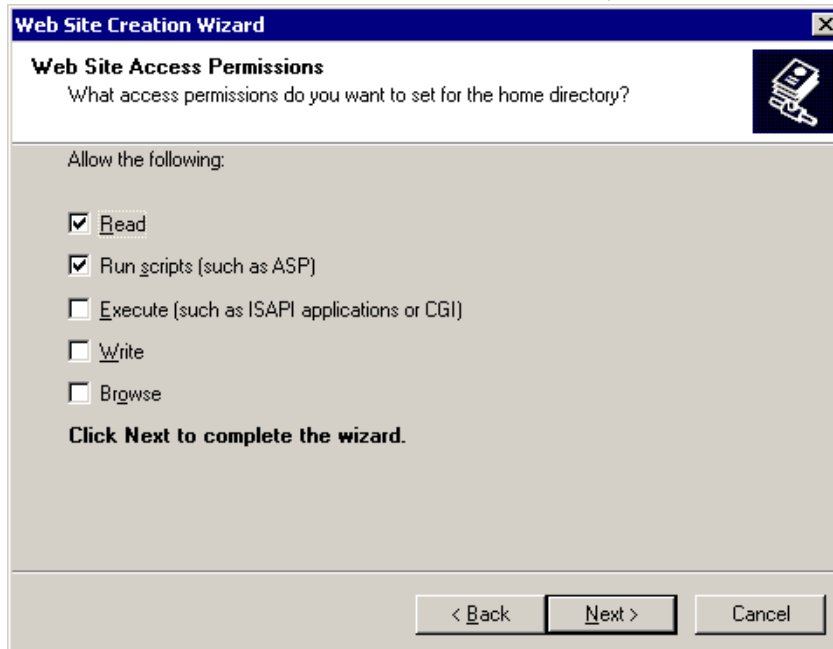 Web Site Creation Wizard
Web Site Access Permissions
What access permissions do you want to set for the home directory?
Allow the following:
Read
Run scripts (such as ASP)
Execute (such as ISAPI applications or CGI)
Write
Browse
Click Next to complete the wizard.
< Back Next > Cancel